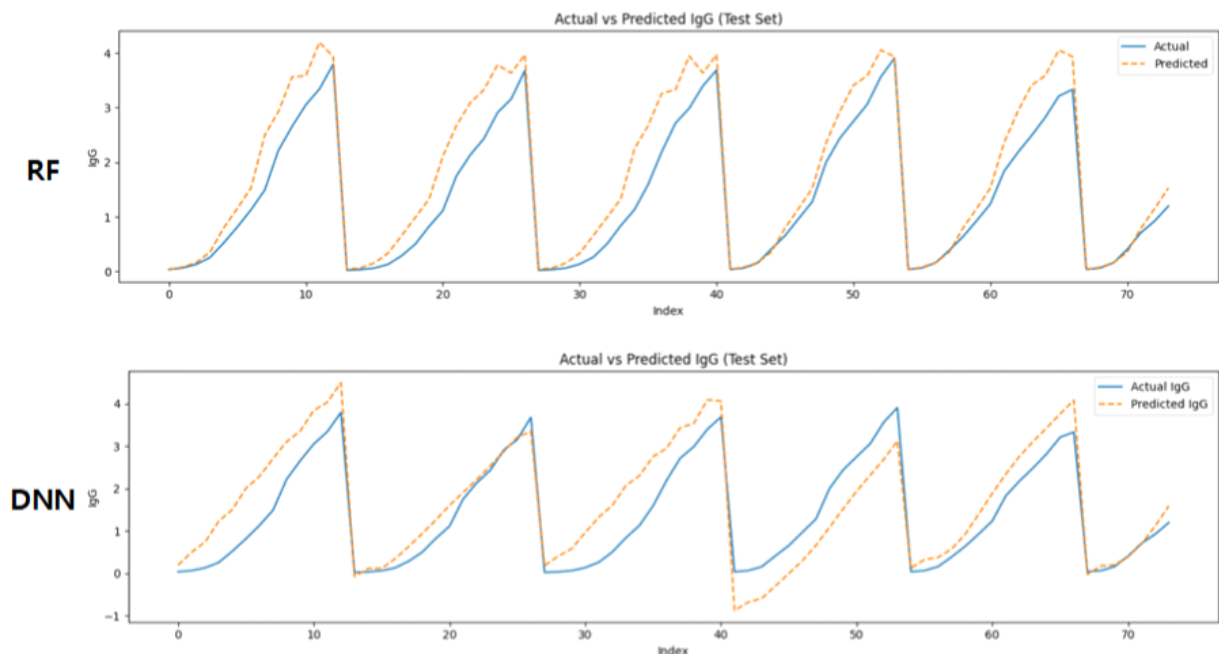 Actual vs Predicted IgG (Test Set)
Actual
Predicted
RF
IgG
4
3
2
1
0
0 10 20 30 40 50 60 70
Index
Actual vs Predicted IgG (Test Set)
Actual IgG
Predicted IgG
DNN
IgG
4
3
2
1
0
−1
0 10 20 30 40 50 60 70
Index